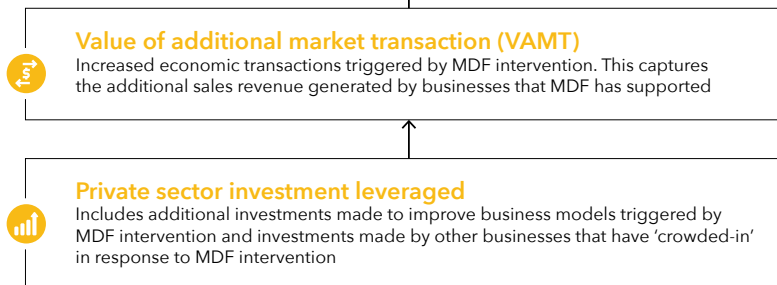 Value of additional market transaction (VAMT)
Increased economic transactions triggered by MDF intervention. This captures
the additional sales revenue generated by businesses that MDF has supported
$
Private sector investment leveraged
Includes additional investments made to improve business models triggered by
MDF intervention and investments made by other businesses that have ‘crowded-in’
in response to MDF intervention